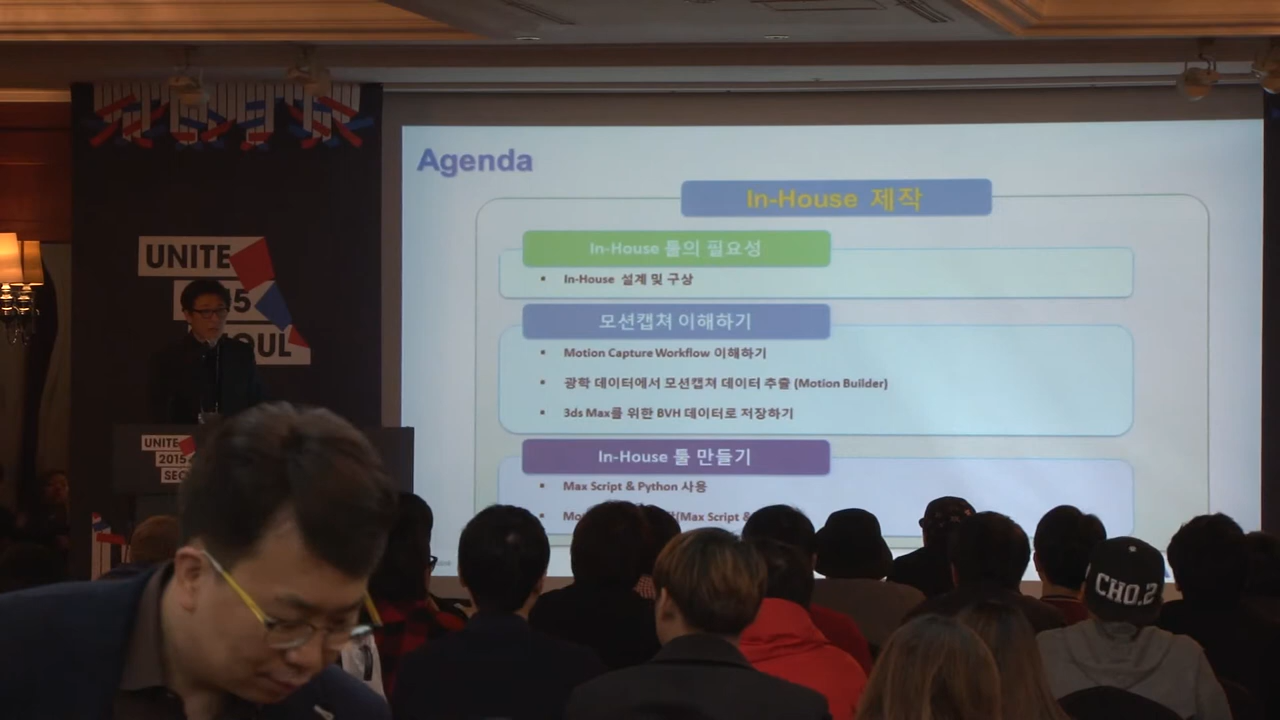 Agenda
In-House 제작
In-House 툴의 필요성
▪ In-House 설계 및 구상
모션캡쳐 이해하기
▪ Motion Capture Workflow 이해하기
▪ 광학 데이터에서 모션캡쳐 데이터 추출 (Motion Builder)
▪ 3ds Max를 위한 BVH 데이터로 저장하기
In-House 툴 만들기
▪ Max Script & Python 사용
(Max Script &
UNITE
UNITE
2015
CHO.2